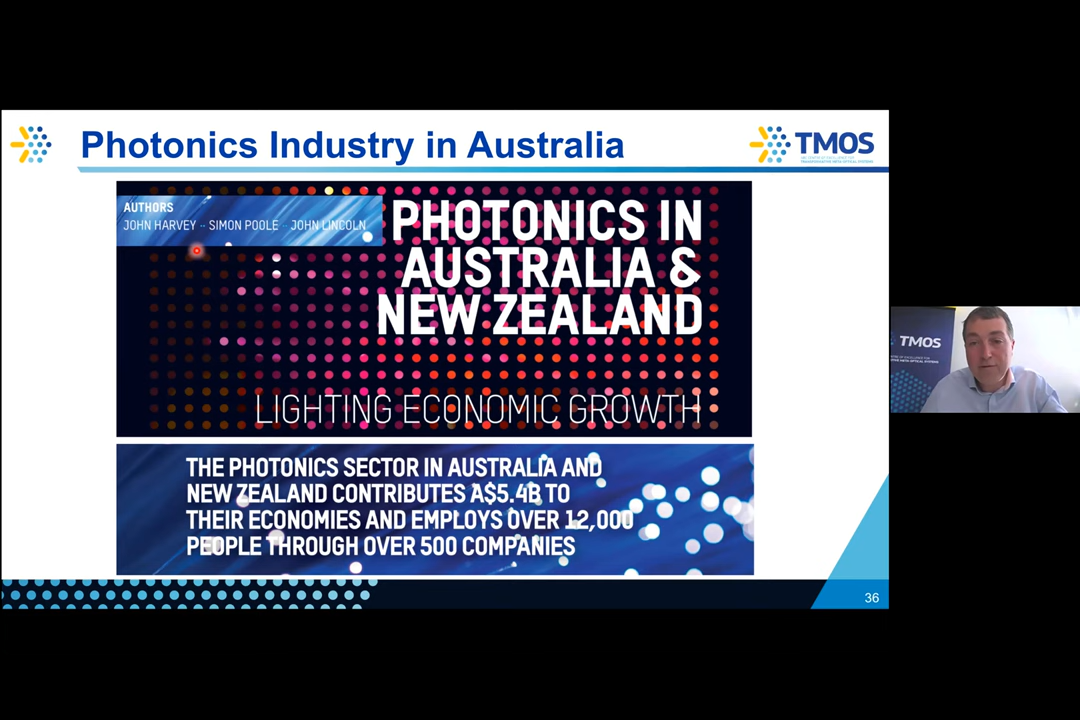 Photonics Industry in Australia
TMOS
AUTHORS
JOHN HARVEY -- SIMON POOLE -- JOHN LINCOLN
PHOTONICS IN
AUSTRALIA &
NEW ZEALAND
LIGHTING ECONOMIC GROWTH
THE PHOTONICS SECTOR IN AUSTRALIA AND
NEW ZEALAND CONTRIBUTES A$5.4B TO
THEIR ECONOMIES AND EMPLOYS OVER 12,000
PEOPLE THROUGH OVER 500 COMPANIES
36
TMOS